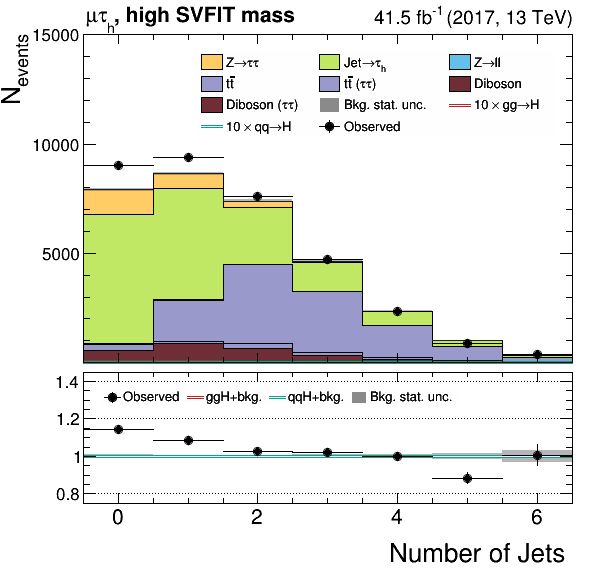 μτh, high SVFIT mass 41.5 fb-1 (2017, 13 TeV)
Nevents
15000
10000
5000
Z→ττ Jet→τh Z→ll
tt̄ tt̄ (ττ) Diboson
Diboson (ττ) Bkg. stat. unc. 10×gg→H
10×qq→H Observed
1.4
1.2
1
0.8
Observed ggH+bkg. qqH+bkg. Bkg. stat. unc.
0 2 4 6
Number of Jets